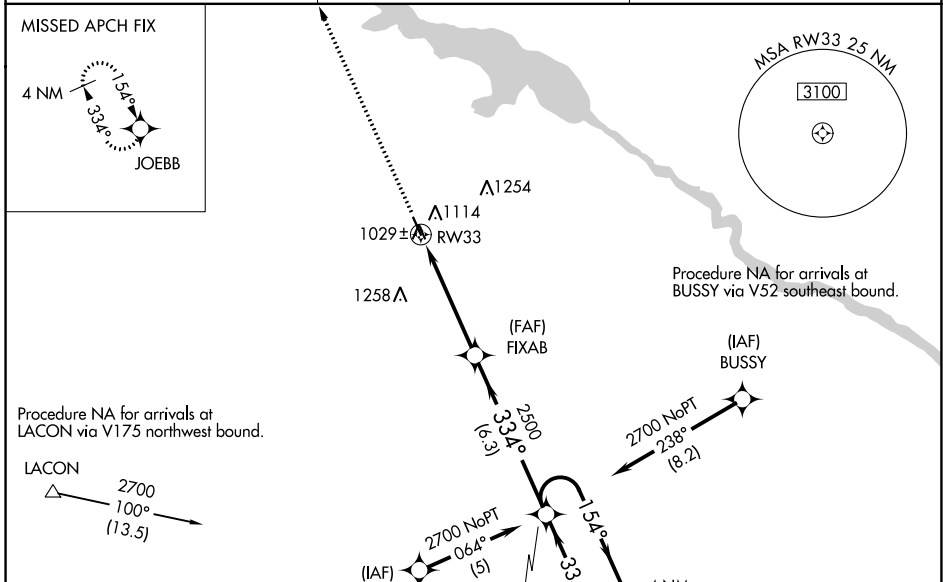 MISSED APCH FIX
4 NM
154°
334°
JOEBB
MSA RW33 25 NM
3100
1254
1114
1029±
RW33
1258
Procedure NA for arrivals at
BUSSY via V52 southeast bound.
(FAF)
FIXAB
(IAF)
BUSSY
2700 NoPT
238°
(8.2)
2500
334°
(6.3)
Procedure NA for arrivals at
LACON via V175 northwest bound.
LACON
2700
100°
(13.5)
2700 NoPT
064°
(5)
(IAF)
154°
33